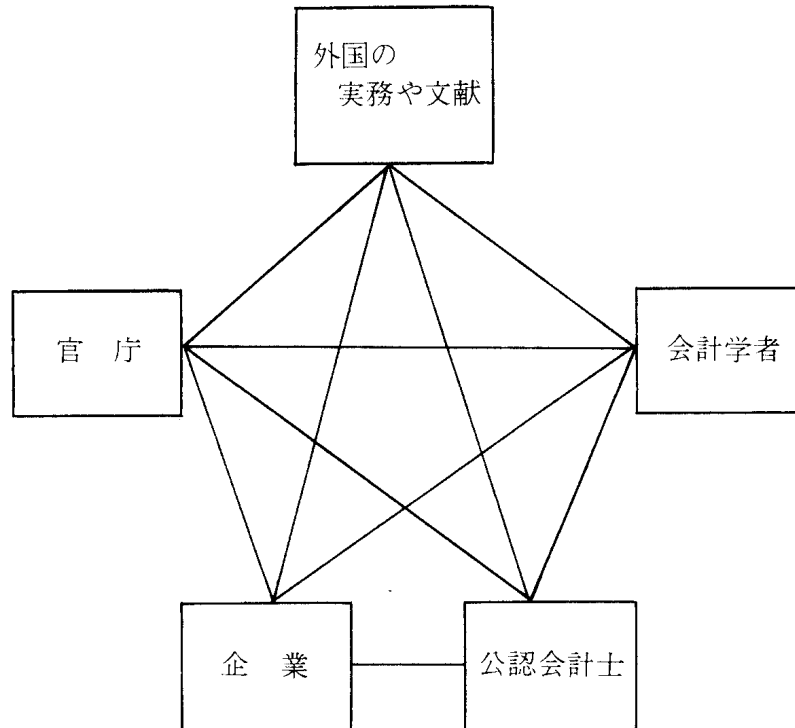 外国の
実務や文献
官 庁
会計学者
企 業
公認会計士